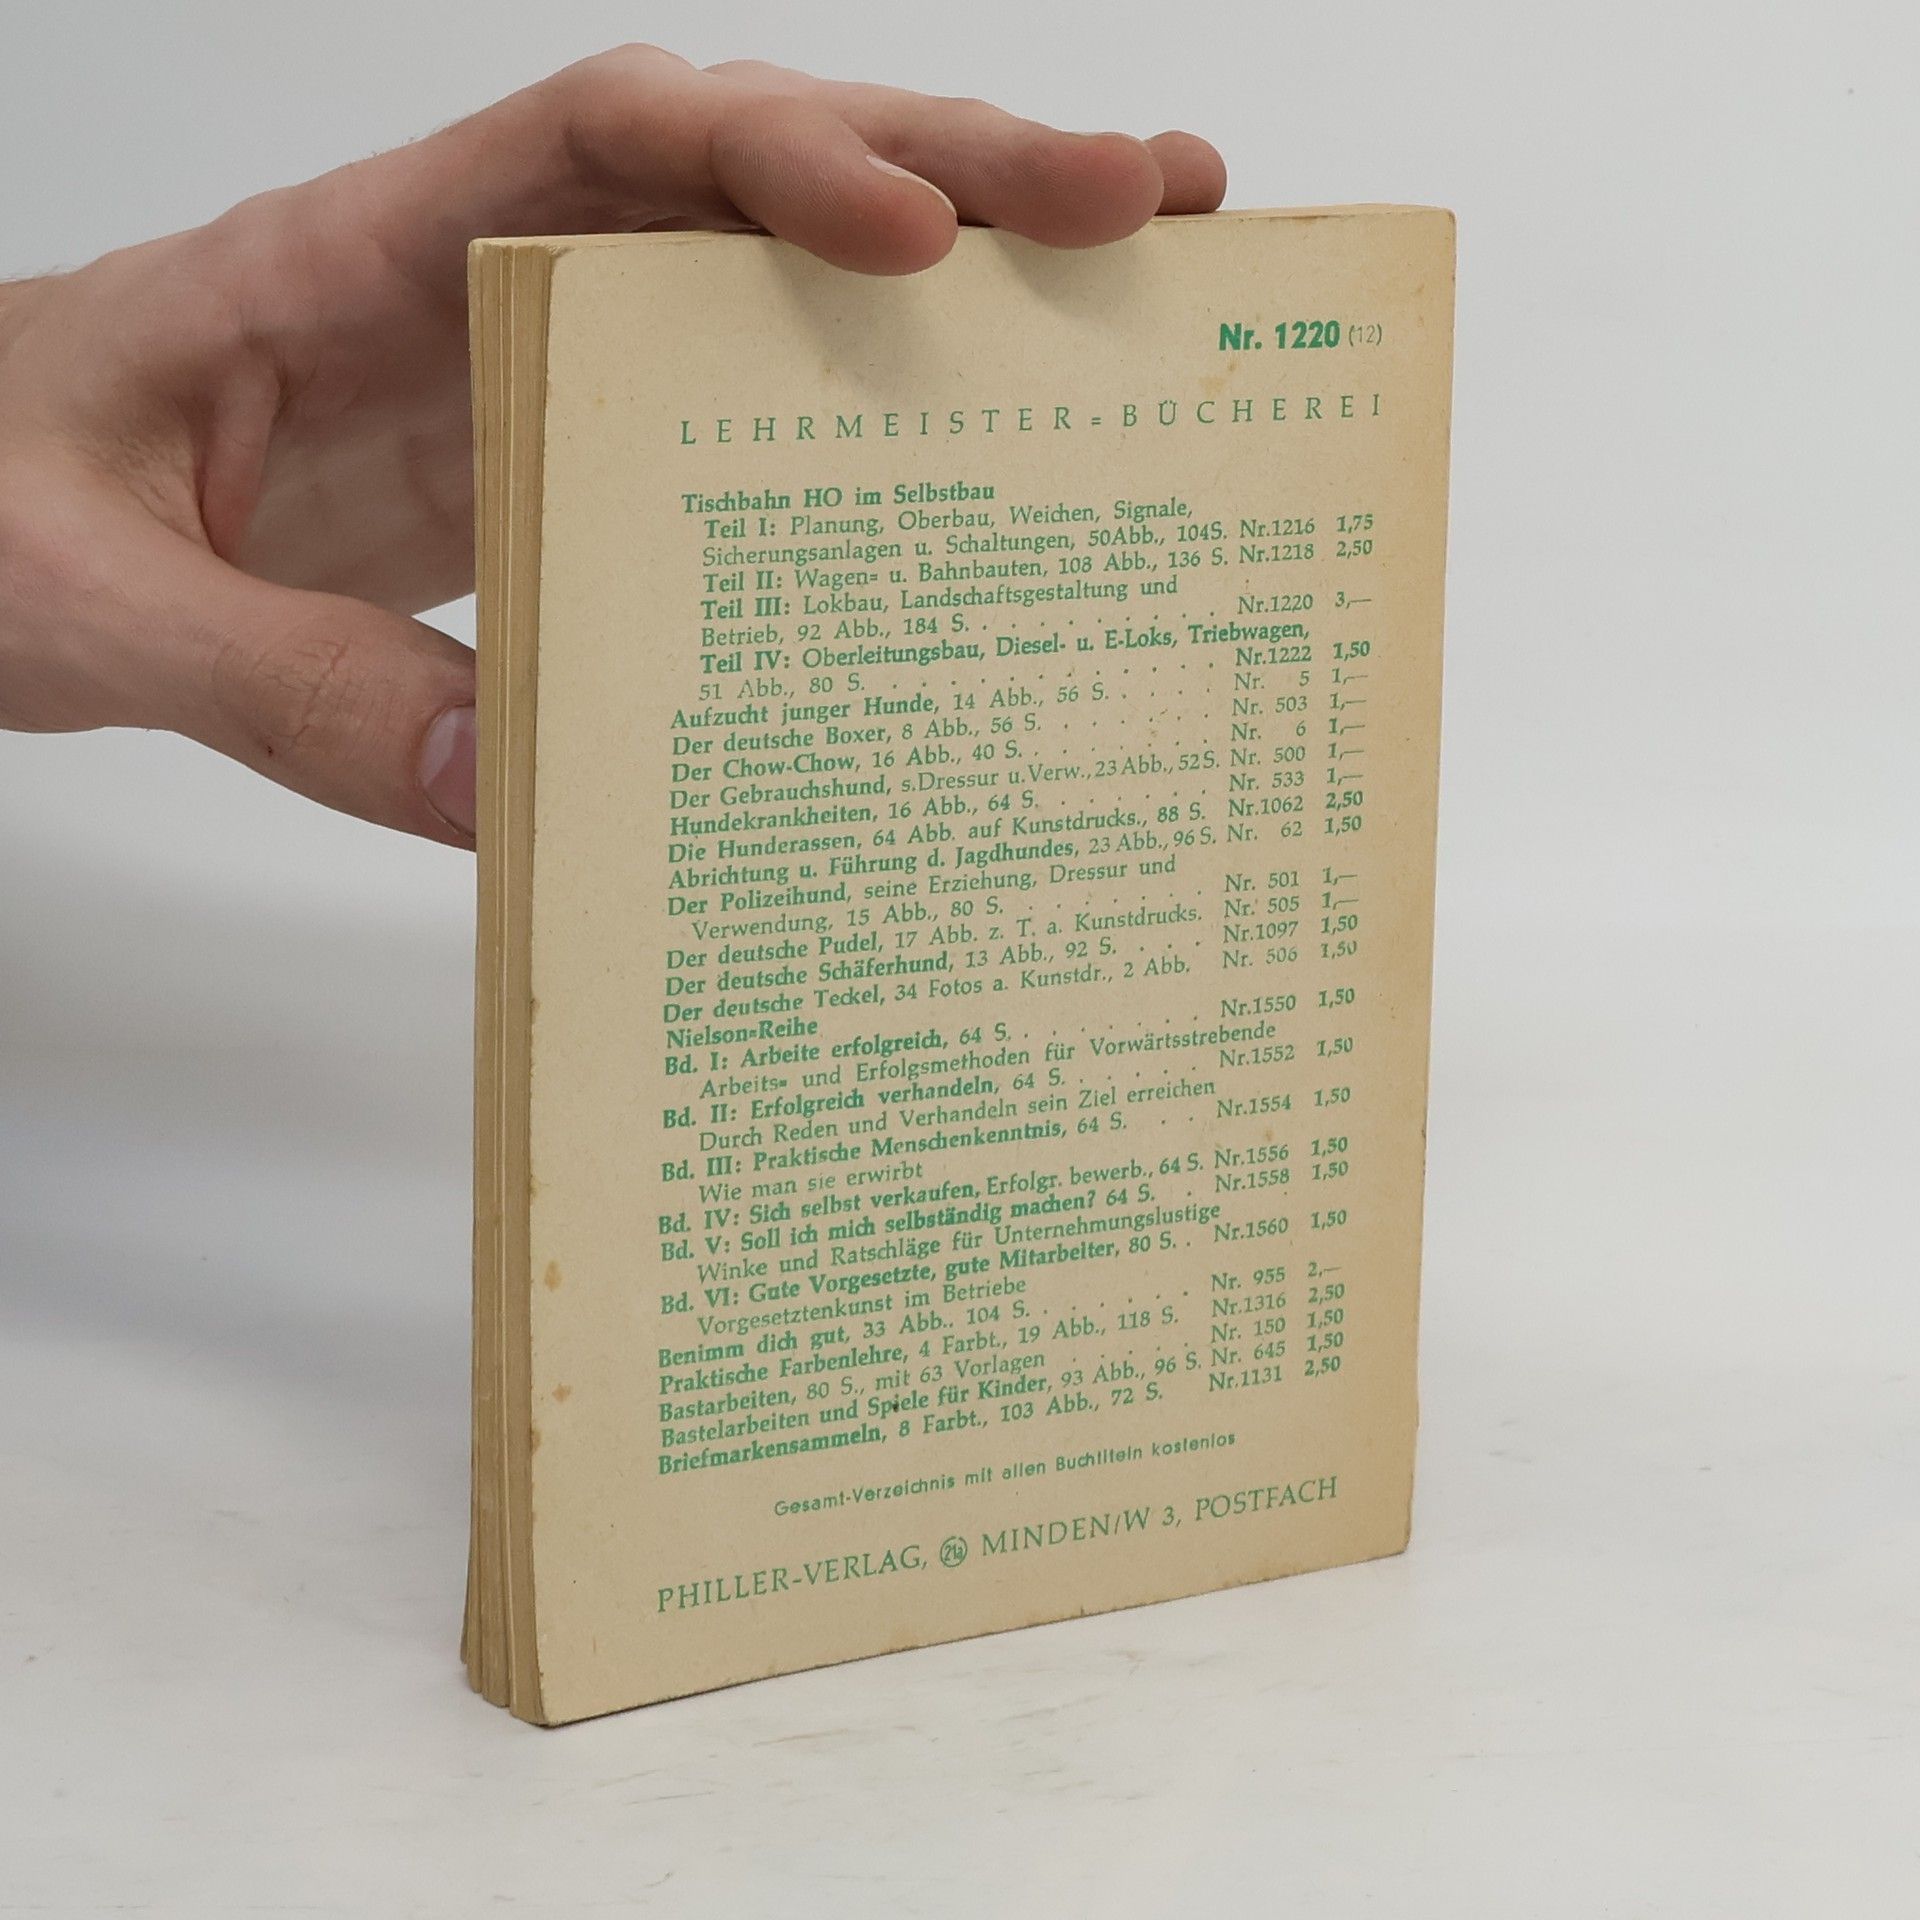 Nr. 1220 (12)
LEHRMEISTER=BÜCHEREI
Tischbahn HO im Selbstbau
Teil I: Planung, Oberbau, Weichen, Signale,
Sicherungsanlagen u. Schaltungen, 50Abb., 104S. Nr.1216 1,75
Teil II: Wagen= u. Bahnbauten, 108 Abb., 136 S. Nr.1218 2,50
Teil III: Lokbau, Landschaftsgestaltung und
Betrieb, 92 Abb., 184 S. . . . . . . . . Nr.1220 3,—
Teil IV: Oberleitungsbau, Diesel- u. E-Loks, Triebwagen,
51 Abb., 80 S. . . . . . . . . . . . Nr.1222 1,50
Aufzucht junger Hunde, 14 Abb., 56 S. . . . . Nr. 5 1,—
Der deutsche Boxer, 8 Abb., 56 S. . . . . . . Nr. 503 1,—
Der Chow-Chow, 16 Abb., 40 S. . . . . . . . Nr. 6 1,—
Der Gebrauchshund, s.Dressur u.Verw.,23Abb.,52S. Nr. 500 1,—
Hundekrankheiten, 16 Abb., 64 S. . . . . . . Nr. 533 1,—
Die Hunderassen, 64 Abb. auf Kunstdrucks., 88 S. Nr.1062 2,50
Abrichtung u. Führung d. Jagdhundes, 23Abb.,96S. Nr. 62 1,50
Der Polizeihund, seine Erziehung, Dressur und
Verwendung, 15 Abb., 80 S. . . . . . . . Nr. 501 1,—
Der deutsche Pudel, 17 Abb. z. T. a. Kunstdrucks. Nr. 505 1,—
Der deutsche Schäferhund, 13 Abb., 92 S. . . . Nr.1097 1,50
Der deutsche Teckel, 34 Fotos a. Kunstdr., 2 Abb. Nr. 506 1,50
Nielson=Reihe
Bd. I: Arbeite erfolgreich, 64 S. . . . . . . . Nr.1550 1,50
Arbeits= und Erfolgsmethoden für Vorwärtsstrebende
Bd. II: Erfolgreich verhandeln, 64 S. . . . . . Nr.1552 1,50
Durch Reden und Verhandeln sein Ziel erreichen
Bd. III: Praktische Menschenkenntnis, 64 S. . . Nr.1554 1,50
Wie man sie erwirbt
Bd. IV: Sich selbst verkaufen, Erfolgr. bewerb., 64 S. Nr.1556 1,50
Bd. V: Soll ich mich selbständig machen? 64 S. . Nr.1558 1,50
Winke und Ratschläge für Unternehmungslustige
Bd. VI: Gute Vorgesetzte, gute Mitarbeiter, 80 S. . Nr.1560 1,50
Vorgesetztenkunst im Betriebe
Benimm dich gut, 33 Abb.. 104 S. . . . . . . Nr. 955 2,—
Praktische Farbenlehre, 4 Farbt., 19 Abb., 118 S. Nr.1316 2,50
Bastarbeiten, 80 S., mit 63 Vorlagen . . . . . Nr. 150 1,50
Bastelarbeiten und Spiele für Kinder, 93 Abb., 96 S. Nr. 645 1,50
Briefmarkensammeln, 8 Farbt., 103 Abb., 72 S. Nr.1131 2,50
Gesamt-Verzeichnis mit allen Buchtiteln kostenlos
PHILLER-VERLAG, 21a MINDEN/W 3, POSTFACH